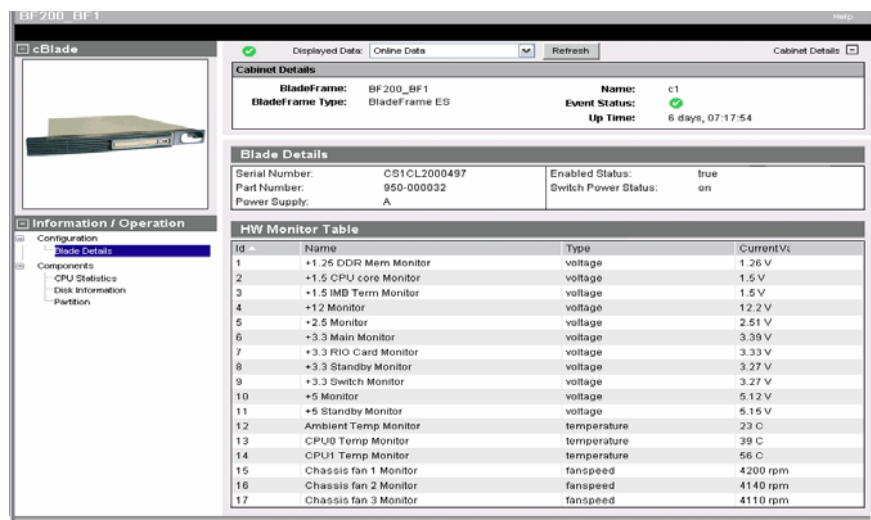 BF200_BF1 Help
cBlade
Displayed Data: Online Data Refresh Cabinet Details
Cabinet Details
BladeFrame: BF200_BF1 Name: c1
BladeFrame Type: BladeFrame ES Event Status:
Up Time: 6 days, 07:17:54
Blade Details
Serial Number: CS1CL2000497 Enabled Status: true
Part Number: 950-000032 Switch Power Status: on
Power Supply: A
Information / Operation
Configuration
Blade Details
Components
CPU Statistics
Disk Information
Partition
HW Monitor Table
Id Name Type CurrentVa
1 +1.25 DDR Mem Monitor voltage 1.26 V
2 +1.5 CPU core Monitor voltage 1.5 V
3 +1.5 IMB Term Monitor voltage 1.5 V
4 +12 Monitor voltage 12.2 V
5 +2.5 Monitor voltage 2.51 V
6 +3.3 Main Monitor voltage 3.39 V
7 +3.3 RIO Card Monitor voltage 3.33 V
8 +3.3 Standby Monitor voltage 3.27 V
9 +3.3 Switch Monitor voltage 3.27 V
10 +5 Monitor voltage 5.12 V
11 +5 Standby Monitor voltage 5.15 V
12 Ambient Temp Monitor temperature 23 C
13 CPU0 Temp Monitor temperature 39 C
14 CPU1 Temp Monitor temperature 56 C
15 Chassis fan 1 Monitor fanspeed 4200 rpm
16 Chassis fan 2 Monitor fanspeed 4140 rpm
17 Chassis fan 3 Monitor fanspeed 4110 rpm